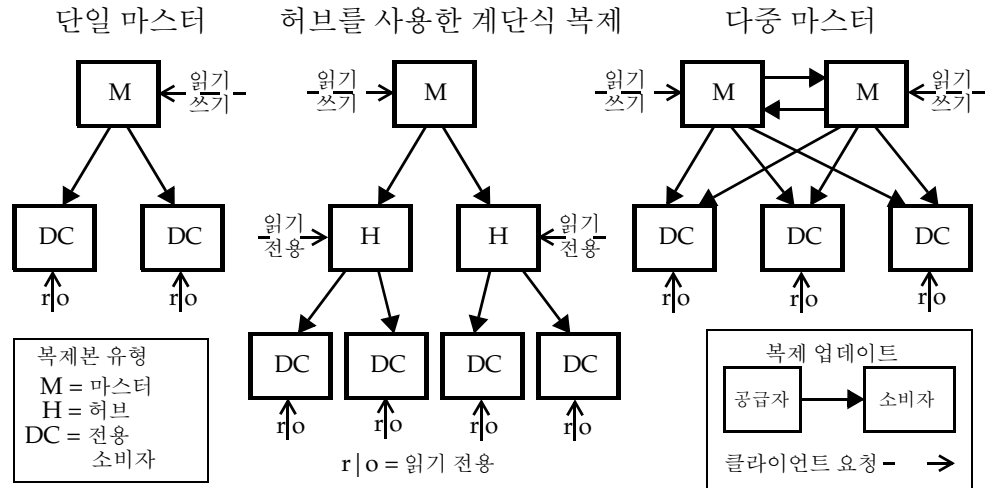 단일 마스터
허브를 사용한 계단식 복제
다중 마스터
M
읽기
쓰기
DC
DC
r|o
r|o
읽기
쓰기
M
읽기
전용
H
H
읽기
전용
DC
DC
DC
DC
r|o
r|o
r|o
r|o
r|o = 읽기 전용
읽기
쓰기
M
M
읽기
쓰기
DC
DC
DC
r|o
r|o
r|o
복제본 유형
M = 마스터
H = 허브
DC = 전용
소비자
복제 업데이트
공급자
소비자
클라이언트 요청